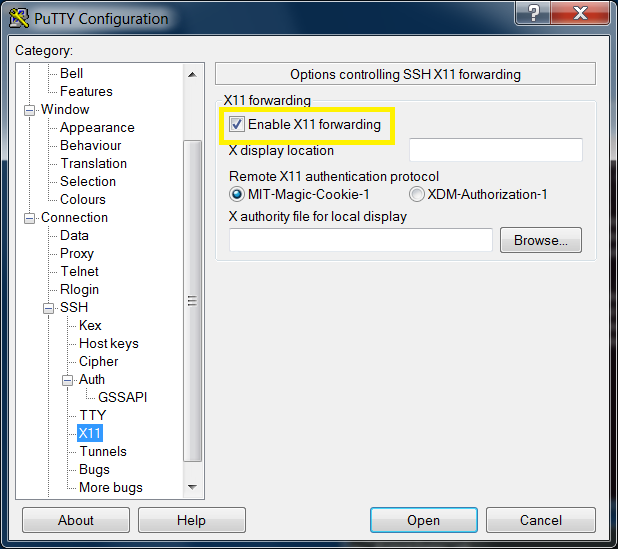 PuTTY Configuration
?
Category:
Bell
Features
Window
Appearance
Behaviour
Translation
Selection
Colours
Connection
Data
Proxy
Telnet
Rlogin
SSH
Kex
Host keys
Cipher
Auth
GSSAPI
TTY
X11
Tunnels
Bugs
More bugs
Options controlling SSH X11 forwarding
X11 forwarding
Enable X11 forwarding
X display location
Remote X11 authentication protocol
MIT-Magic-Cookie-1 XDM-Authorization-1
X authority file for local display
Browse...
About Help Open Cancel